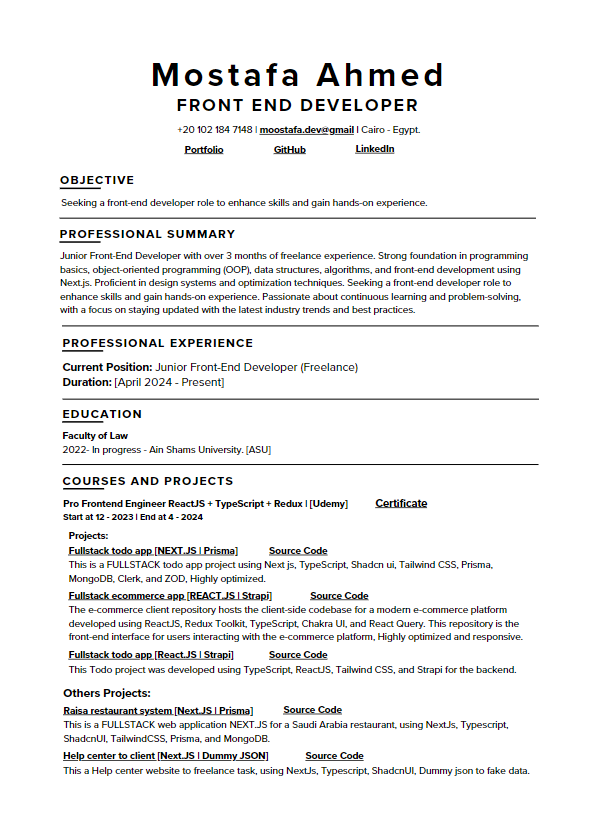 Mostafa Ahmed
FRONT END DEVELOPER
+20 102 184 7148 | moostafa.dev@gmail | Cairo - Egypt.
Portfolio GitHub LinkedIn
OBJECTIVE
Seeking a front-end developer role to enhance skills and gain hands-on experience.
PROFESSIONAL SUMMARY
Junior Front-End Developer with over 3 months of freelance experience. Strong foundation in programming
basics, object-oriented programming (OOP), data structures, algorithms, and front-end development using
Next.js. Proficient in design systems and optimization techniques. Seeking a front-end developer role to
enhance skills and gain hands-on experience. Passionate about continuous learning and problem-solving,
with a focus on staying updated with the latest industry trends and best practices.
PROFESSIONAL EXPERIENCE
Current Position: Junior Front-End Developer (Freelance)
Duration: [April 2024 - Present]
EDUCATION
Faculty of Law
2022- In progress - Ain Shams University. [ASU]
COURSES AND PROJECTS
Pro Frontend Engineer ReactJS + TypeScript + Redux | [Udemy] Certificate
Start at 12 - 2023 | End at 4 - 2024
Projects:
Fullstack todo app [NEXT.JS | Prisma] Source Code
This is a FULLSTACK todo app project using Next js, TypeScript, Shadcn ui, Tailwind CSS, Prisma,
MongoDB, Clerk, and ZOD, Highly optimized.
Fullstack ecommerce app [REACT.JS | Strapi] Source Code
The e-commerce client repository hosts the client-side codebase for a modern e-commerce platform
developed using ReactJS, Redux Toolkit, TypeScript, Chakra UI, and React Query. This repository is the
front-end interface for users interacting with the e-commerce platform, Highly optimized and responsive.
Fullstack todo app [React.JS | Strapi] Source Code
This Todo project was developed using TypeScript, ReactJS, Tailwind CSS, and Strapi for the backend.
Others Projects:
Raisa restaurant system [Next.JS | Prisma] Source Code
This is a FULLSTACK web application NEXT.JS for a Saudi Arabia restaurant, using NextJs, Typescript,
ShadcnUI, TailwindCSS, Prisma, and MongoDB.
Help center to client [Next.JS | Dummy JSON] Source Code
This a Help center website to freelance task, using NextJs, Typescript, ShadcnUI, Dummy json to fake data.